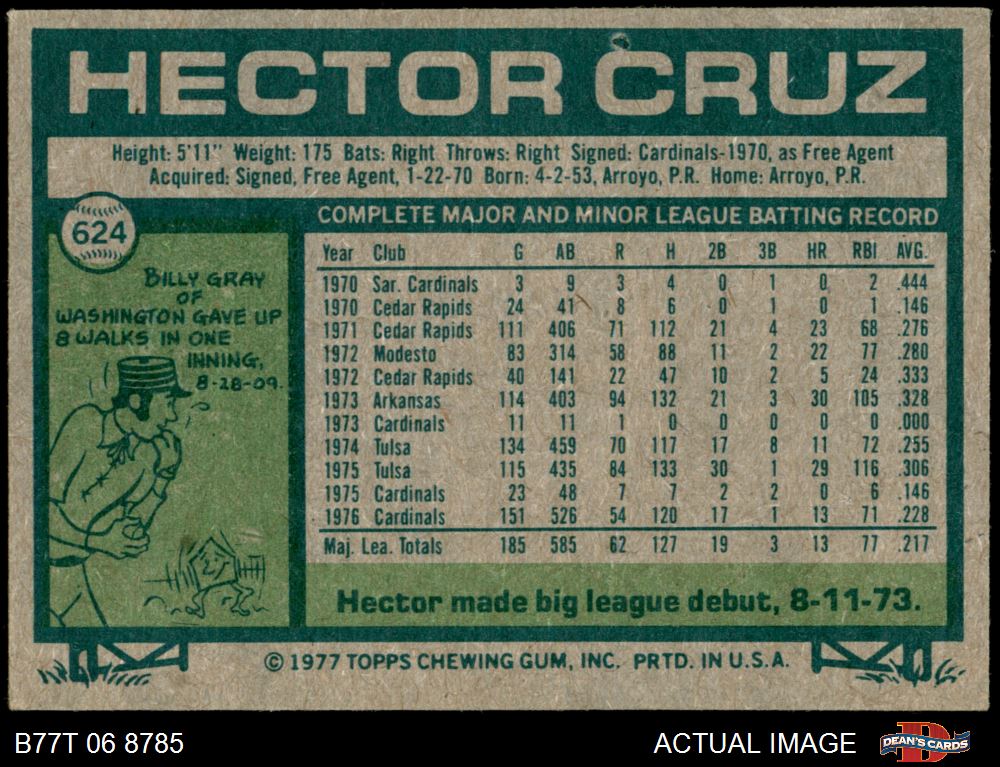 HECTOR CRUZ
Height: 5'11" Weight: 175 Bats: Right Throws: Right Signed: Cardinals-1970, as Free Agent
Acquired: Signed, Free Agent, 1-22-70 Born: 4-2-53, Arroyo, P.R. Home: Arroyo, P.R.
624
BILLY GRAY
OF
WASHINGTON GAVE UP
8 WALKS IN ONE
INNING,
8-28-09.
COMPLETE MAJOR AND MINOR LEAGUE BATTING RECORD
Year Club G AB R H 2B 3B HR RBI AVG.
1970 Sar. Cardinals 3 9 3 4 0 1 0 2 .444
1970 Cedar Rapids 24 41 8 6 0 1 0 1 .146
1971 Cedar Rapids 111 406 71 112 21 4 23 68 .276
1972 Modesto 83 314 58 88 11 2 22 77 .280
1972 Cedar Rapids 40 141 22 47 10 2 5 24 .333
1973 Arkansas 114 403 94 132 21 3 30 105 .328
1973 Cardinals 11 11 1 0 0 0 0 0 .000
1974 Tulsa 134 459 70 117 17 8 11 72 .255
1975 Tulsa 115 435 84 133 30 1 29 116 .306
1975 Cardinals 23 48 7 7 2 2 0 6 .146
1976 Cardinals 151 526 54 120 17 1 13 71 .228
Maj. Lea. Totals 185 585 62 127 19 3 13 77 .217
Hector made big league debut, 8-11-73.
© 1977 TOPPS CHEWING GUM, INC. PRTD. IN U.S.A.
B77T 06 8785
ACTUAL IMAGE
DEAN'S CARDS